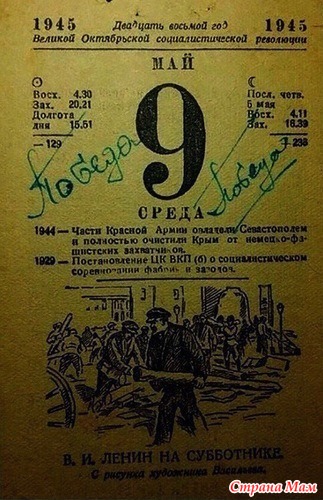 1945 Двадцать восьмой год 1945
Великой Октябрьской социалистической революции
МАЙ
Восх. 4.30
Зах. 20.21
Долгота
дня 15.51
— 129
9
Посл. четв.
5 мая
Восх. 4.11
Зах. 16.39
238
Победа Победа
СРЕДА
1944 — Части Красной Армии овладели Севастополем
и полностью очистили Крым от немецко-фа-
шистских захватчиков.
1929 — Постановление ЦК ВКП (б) о социалистическом
соревновании фабрик и заводов.
В. И. ЛЕНИН НА СУББОТНИКЕ.
С рисунка художника Васильева.
Страна Мам